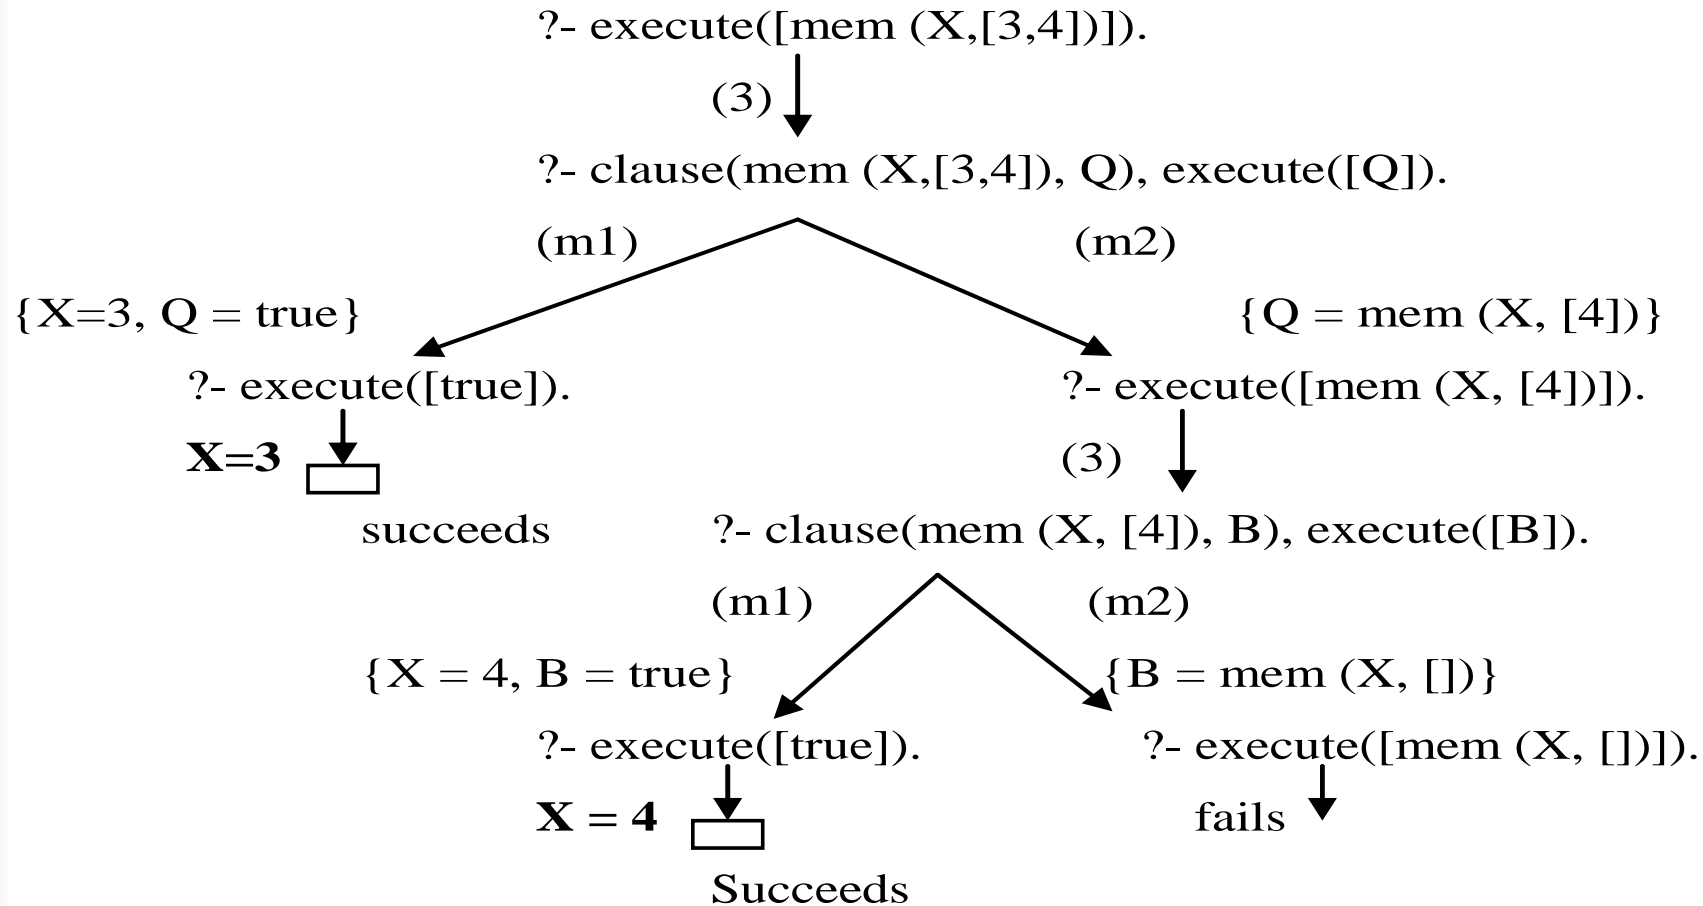 ?- execute([mem (X,[3,4])]).
(3)
?- clause(mem (X,[3,4]), Q), execute([Q]).
(m1) (m2)
{X=3, Q = true} {Q = mem (X, [4])}
?- execute([true]). ?- execute([mem (X, [4])]).
X=3 (3)
succeeds ?- clause(mem (X, [4]), B), execute([B]).
(m1) (m2)
{X = 4, B = true} {B = mem (X, [])}
?- execute([true]). ?- execute([mem (X, [])]).
X = 4 fails
Succeeds